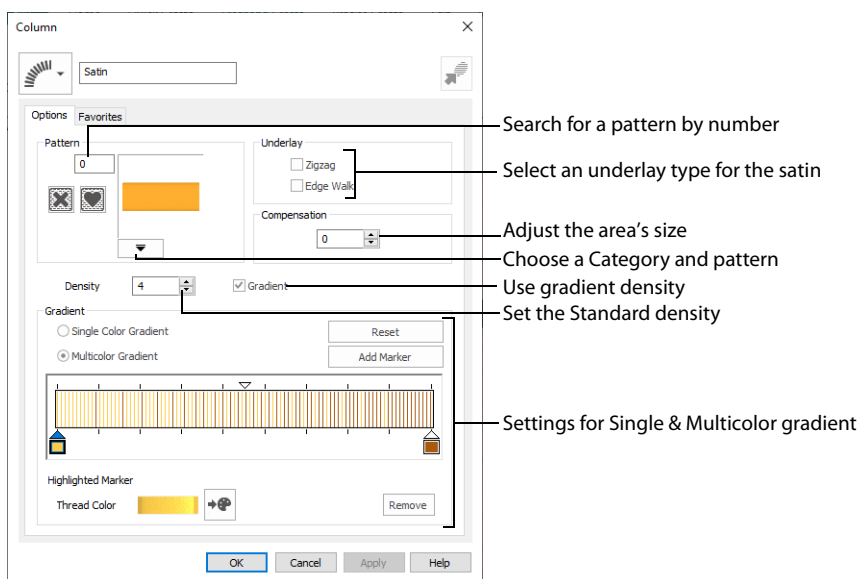 Column
Satin
Options Favorites
Pattern
0
Underlay
Zigzag
Edge Walk
Compensation
0
Density 4 Gradient
Gradient
Single Color Gradient
Reset
Multicolor Gradient
Add Marker
Highlighted Marker
Thread Color
Remove
OK Cancel Apply Help
Search for a pattern by number
Select an underlay type for the satin
Adjust the area's size
Choose a Category and pattern
Use gradient density
Set the Standard density
Settings for Single & Multicolor gradient